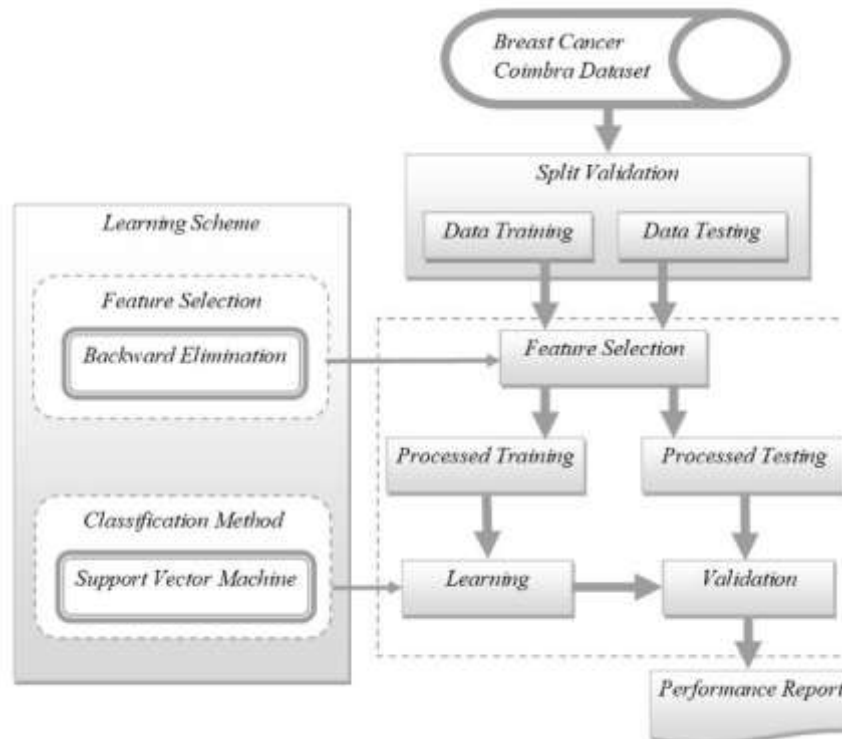 Breast Cancer
Coimbra Dataset
Split Validation
Data Training
Data Testing
Learning Scheme
Feature Selection
Backward Elimination
Feature Selection
Processed Training
Processed Testing
Classification Method
Support Vector Machine
Learning
Validation
Performance Report